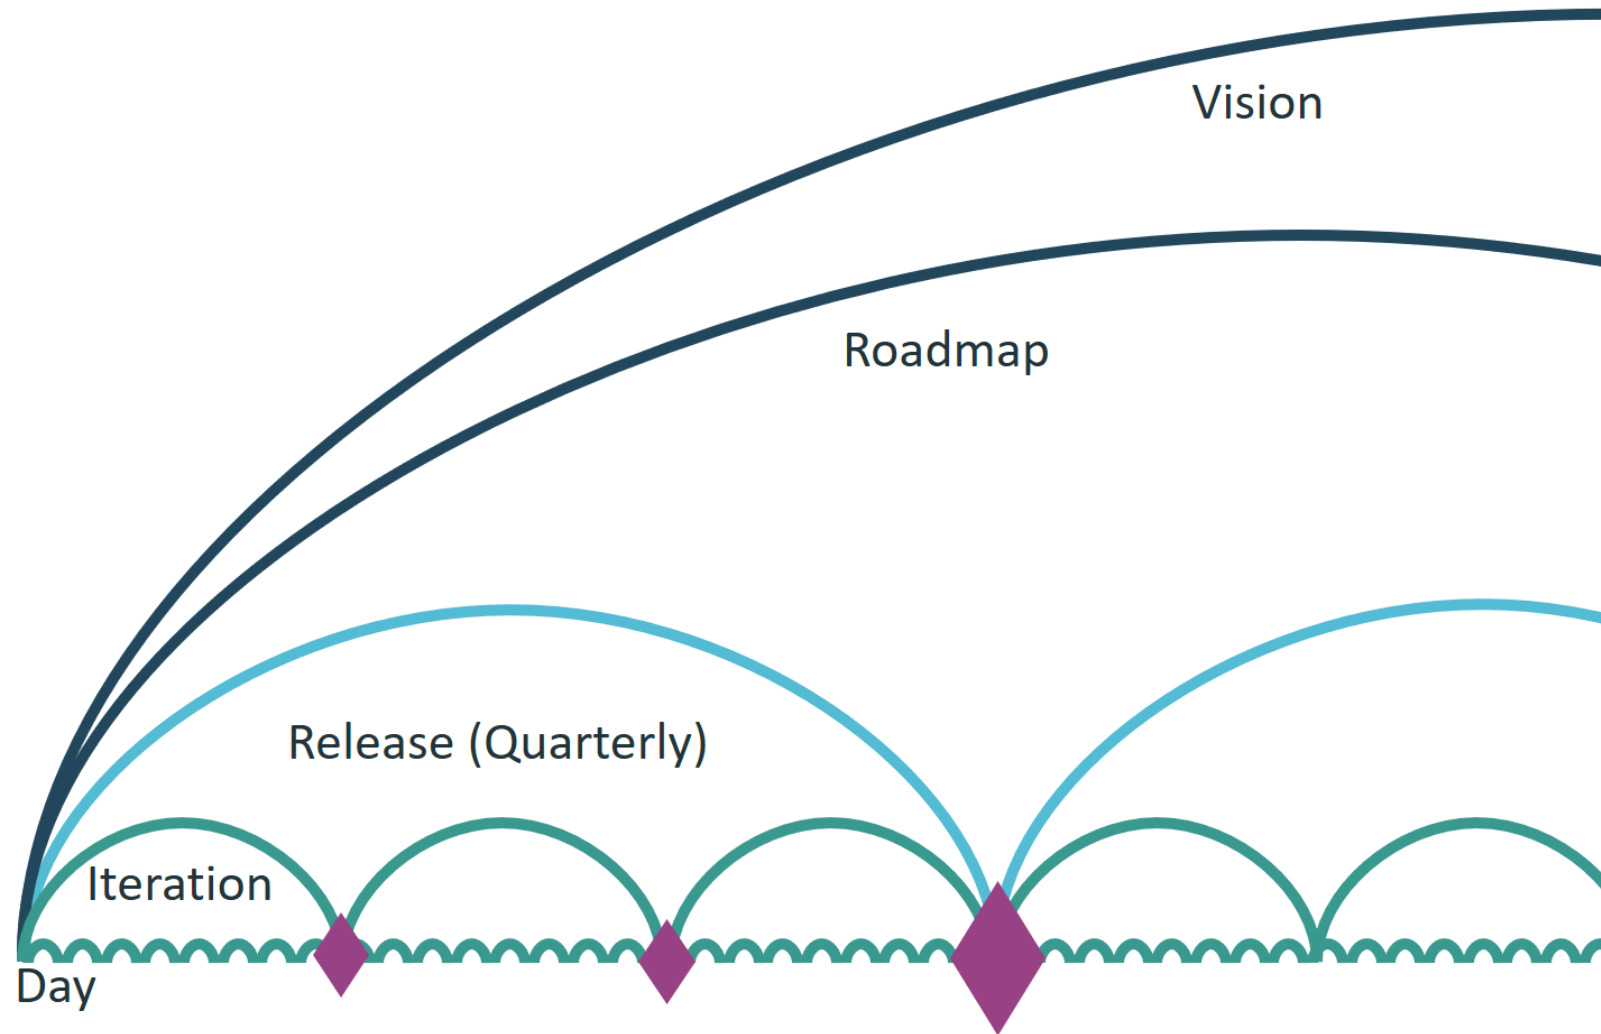 Vision
Roadmap
Release (Quarterly)
Iteration
Day